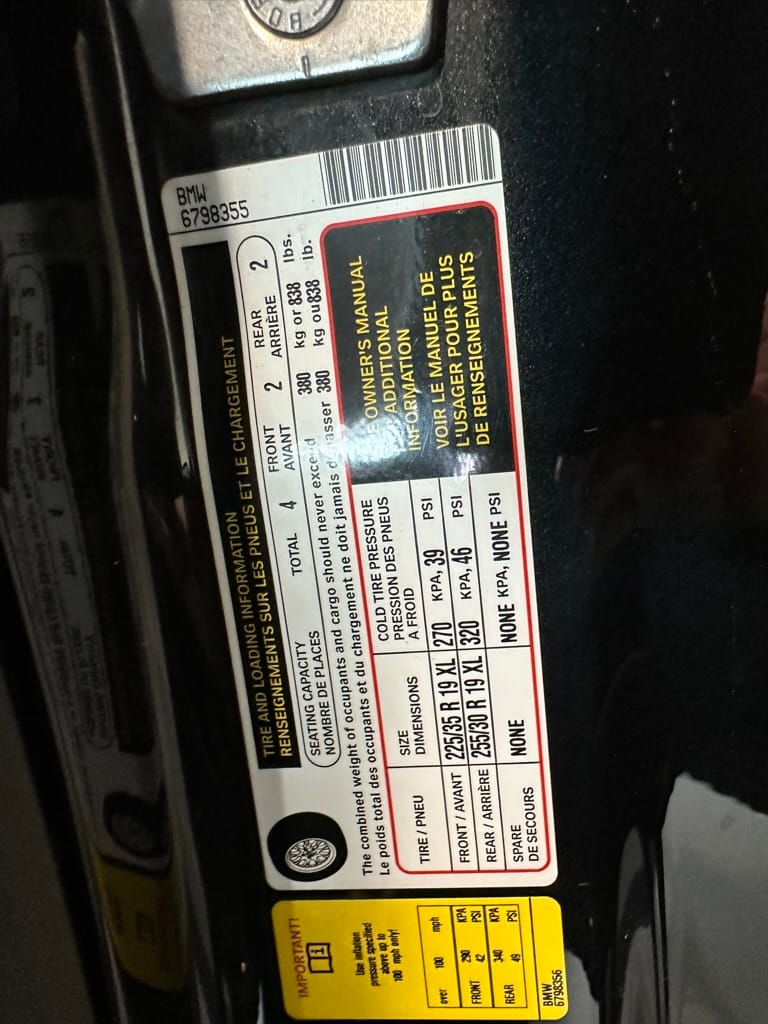 BMW
6798355
TIRE AND LOADING INFORMATION
RENSEIGNEMENTS SUR LES PNEUS ET LE CHARGEMENT
SEATING CAPACITY TOTAL 4 FRONT 2 REAR 2
NOMBRE DE PLACES AVANT ARRIÈRE
The combined weight of occupants and cargo should never exceed 380 kg or 838 lbs.
Le poids total des occupants et du chargement ne doit jamais dépasser 380 kg ou 838 lb.
TIRE / PNEU SIZE DIMENSIONS COLD TIRE PRESSURE PRESSION DES PNEUS A FROID
FRONT / AVANT 225/35 R 19 XL 270 KPA, 39 PSI
REAR / ARRIÈRE 255/30 R 19 XL 320 KPA, 46 PSI
SPARE DE SECOURS NONE NONE KPA, NONE PSI
OWNER'S MANUAL
ADDITIONAL
INFORMATION
VOIR LE MANUEL DE
L'USAGER POUR PLUS
DE RENSEIGNEMENTS
IMPORTANT!
Use inflation
pressure specified
above up to
100 mph only!
over 100 mph
FRONT 290 KPA
42 PSI
REAR 340 KPA
49 PSI
BMW
6798356